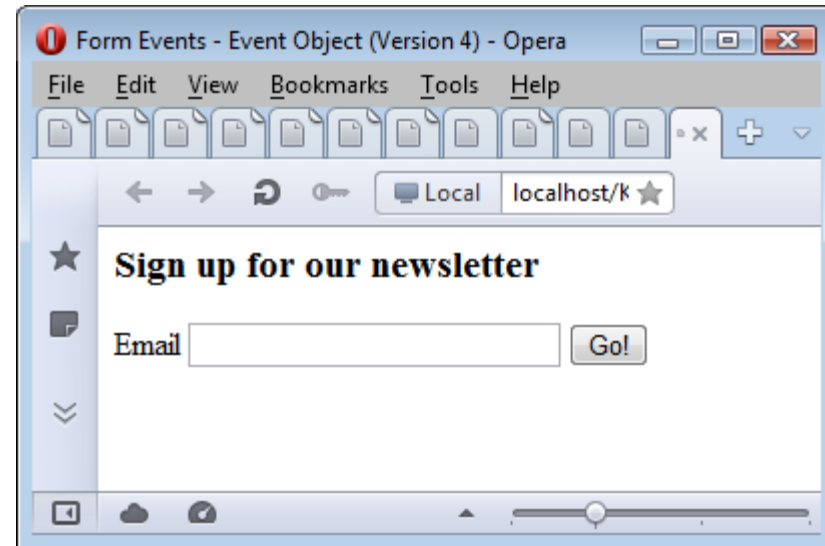 Form Events - Event Object (Version 4) - Opera
File Edit View Bookmarks Tools Help
Local localhost/K
Sign up for our newsletter
Email Go!